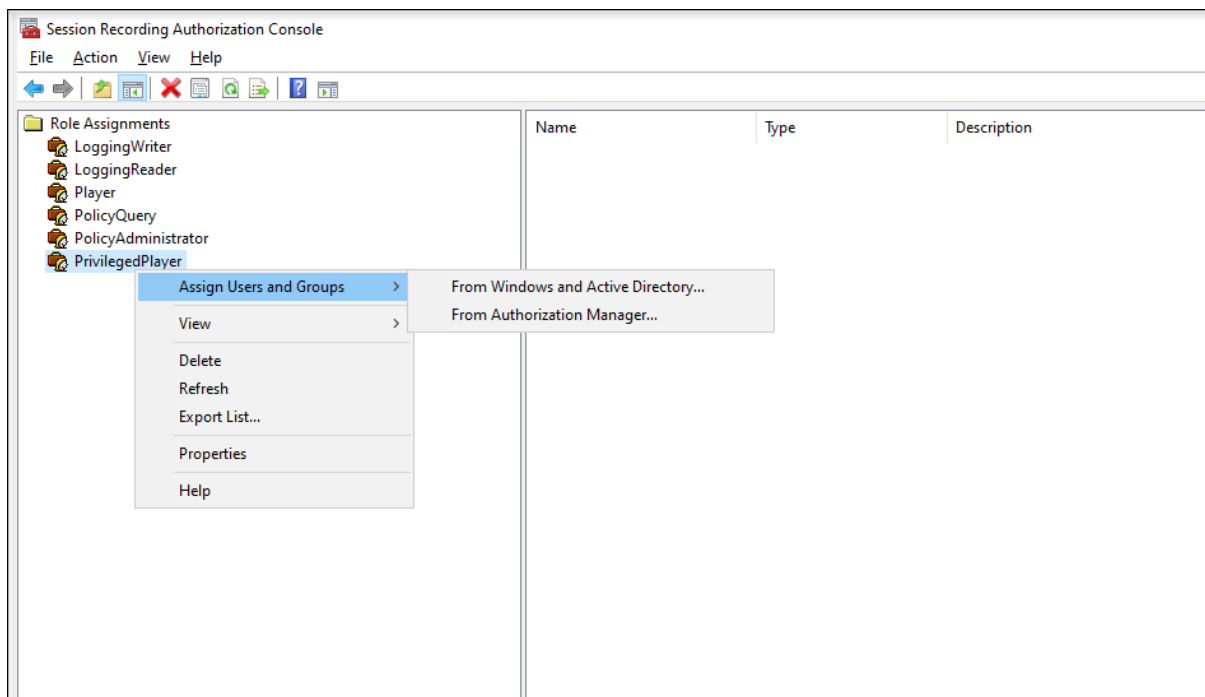 Session Recording Authorization Console
File Action View Help
Role Assignments
LoggingWriter
LoggingReader
Player
PolicyQuery
PolicyAdministrator
PrivilegedPlayer
Name Type Description
Assign Users and Groups
View
Delete
Refresh
Export List...
Properties
Help
From Windows and Active Directory...
From Authorization Manager...